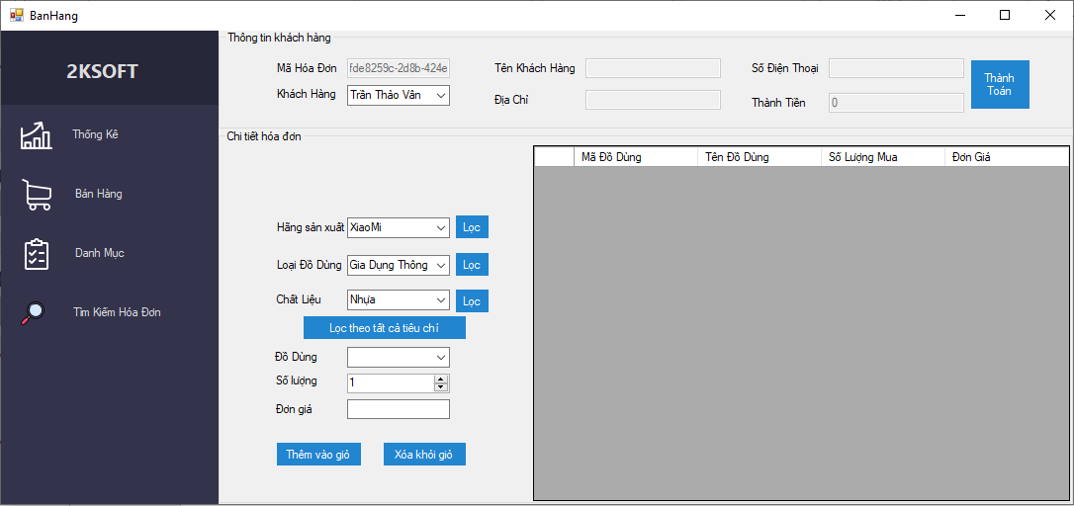 BanHang
2KSOFT
Thống Kê
Bán Hàng
Danh Mục
Tìm Kiếm Hóa Đơn
Thông tin khách hàng
Mã Hóa Đơn fde8259c-2d8b-424e Tên Khách Hàng Số Điện Thoại
Khách Hàng Trần Thảo Vân Địa Chỉ Thành Tiền 0
Thành
Toán
Chi tiết hóa đơn
Mã Đồ Dùng Tên Đồ Dùng Số Lượng Mua Đơn Giá
Hãng sản xuất XiaoMi Lọc
Loại Đồ Dùng Gia Dụng Thông Lọc
Chất Liệu Nhựa Lọc
Lọc theo tất cả tiêu chí
Đồ Dùng
Số lượng 1
Đơn giá
Thêm vào giỏ Xóa khỏi giỏ